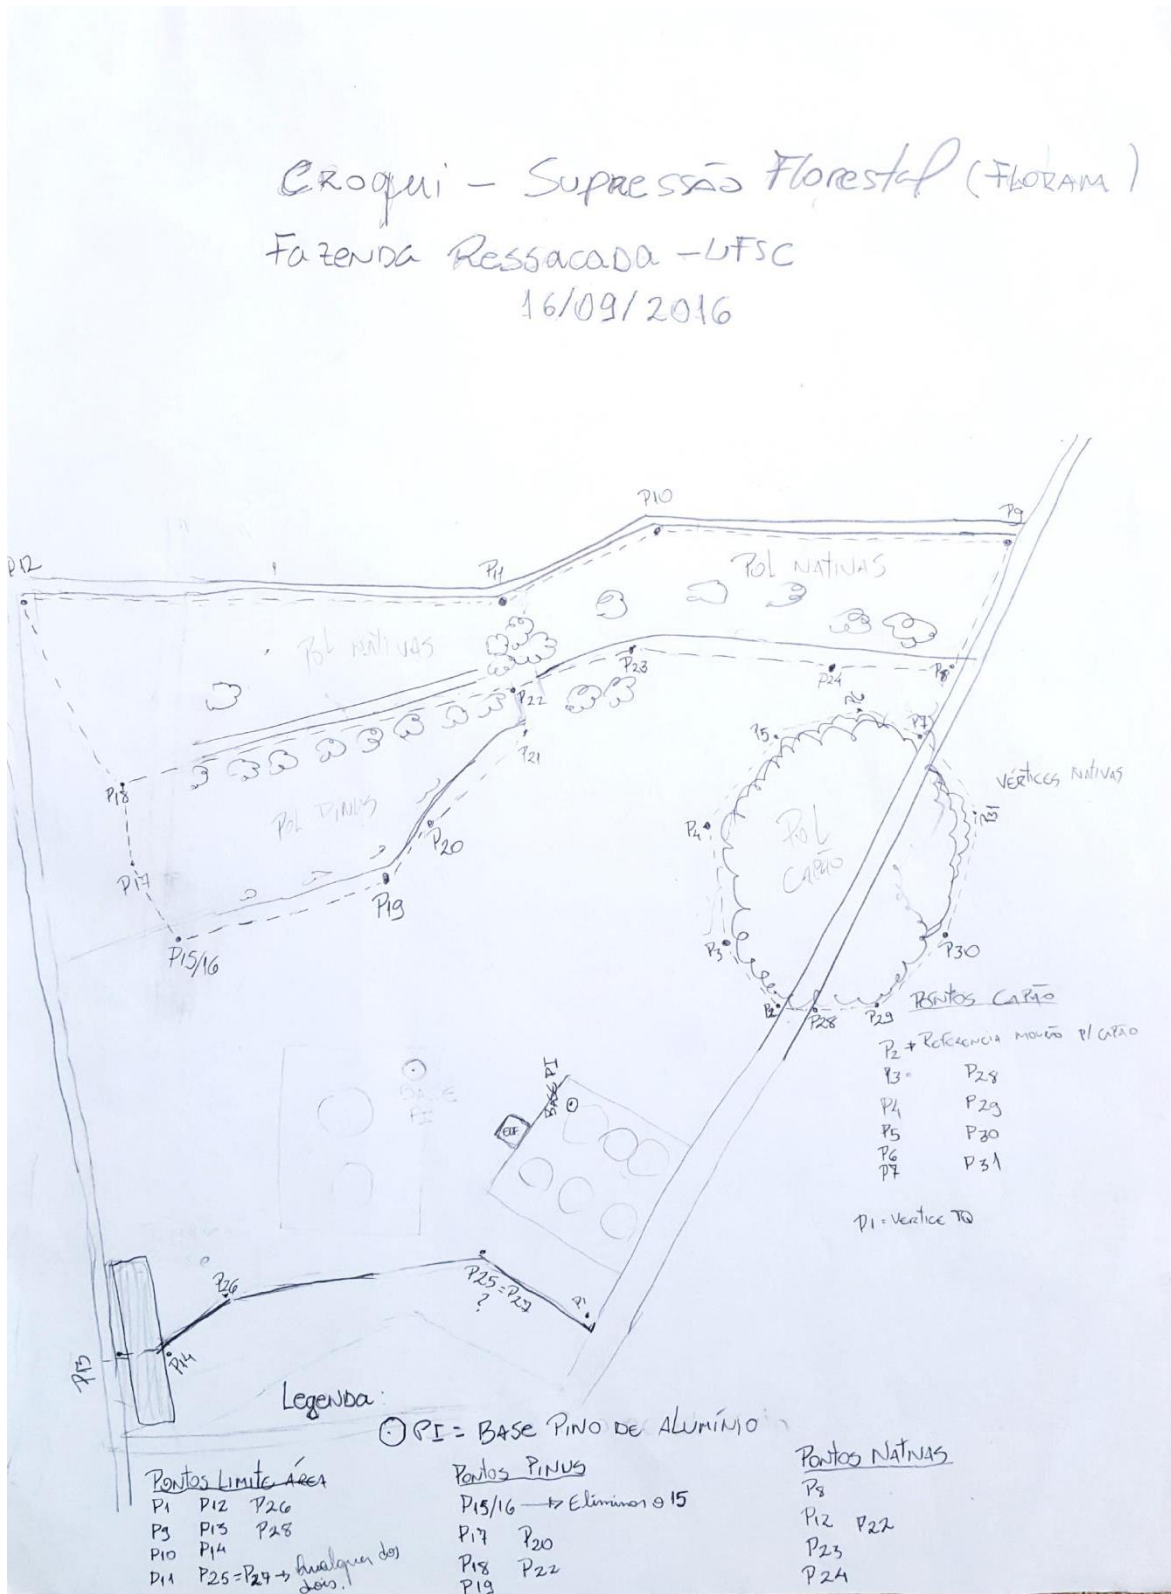 CROQUI - SUPRESSÃO Florestal (FLORAM)
FAZENDA RESSACADA - UFSC
16/09/2016
P10
P9
P12
P11
POL NATIVAS
POL NATIVAS
P23
P24
P8
P22
P5
P7
P21
VÉRTICES NATIVAS
P18
POL PINUS
P4
P31
P20
POL
CAPÃO
P17
P19
P3
P30
P15/16
P2
P28
P29
PONTOS CAPÃO
P2 → REFERENCIA MOURÃO P/ CAPÃO
P3 P28
P4 P29
P5 P30
P6
P7 P31
BASE PI
P1 = VERTICE TQ
P26
P25 = P27
?
P1
P13
P14
Legenda:
PI = BASE PINO DE ALUMÍNIO
PONTOS LIMITE ÁREA
P1 P12 P26
P9 P13 P28
P10 P14
P11 P25 = P27 → Qualquer dos dois.
PONTOS PINUS
P15/16 → Eliminar o 15
P17 P20
P18 P22
P19
PONTOS NATIVAS
P8
P12 P22
P23
P24